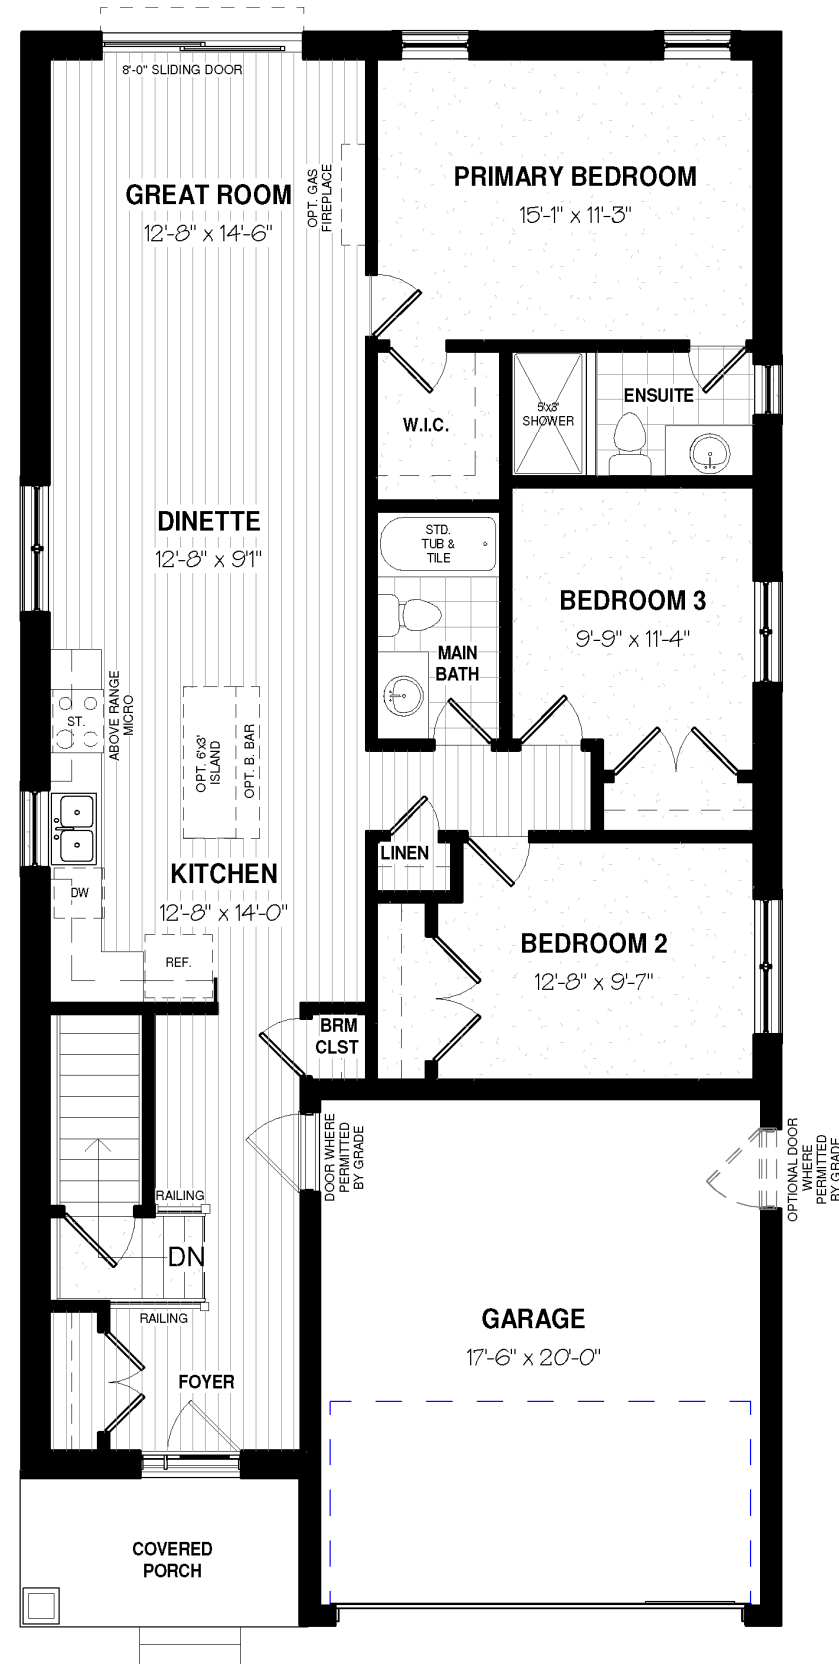 8'-0" SLIDING DOOR
GREAT ROOM
12'-8" x 14'-6"
OPT. GAS
FIREPLACE
PRIMARY BEDROOM
15'-1" x 11'-3"
W.I.C.
5'x3'
SHOWER
ENSUITE
DINETTE
12'-8" x 9'1"
STD.
TUB &
TILE
MAIN
BATH
BEDROOM 3
9'-9" x 11'-4"
ST.
ABOVE RANGE
MICRO
OPT. 6'x3'
ISLAND
OPT. B. BAR
KITCHEN
12'-8" x 14'-0"
DW
REF.
LINEN
BEDROOM 2
12'-8" x 9'-7"
BRM
CLST
DOOR WHERE
PERMITTED
BY GRADE
OPTIONAL DOOR
WHERE
PERMITTED
BY GRADE
RAILING
DN
RAILING
FOYER
GARAGE
17'-6" x 20'-0"
COVERED
PORCH